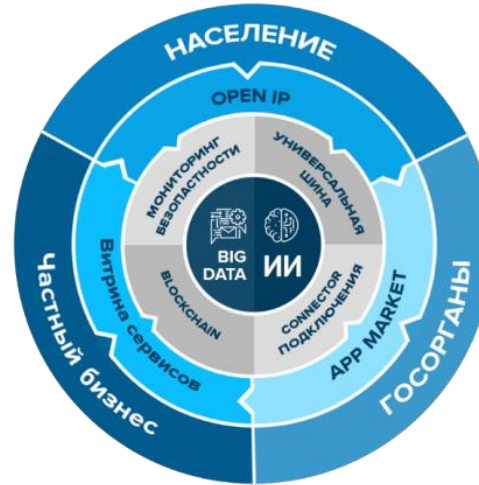 НАСЕЛЕНИЕ
OPEN IP
МОНИТОРИНГ
БЕЗОПАСТНОСТИ
УНИВЕРСАЛЬНАЯ
ШИНА
BIG
DATA
ИИ
BLOCKCHAIN
CONNECTOR
ПОДКЛЮЧЕНИЯ
Витрина сервисов
APP MARKET
Частный бизнес
ГОСОРГАНЫ